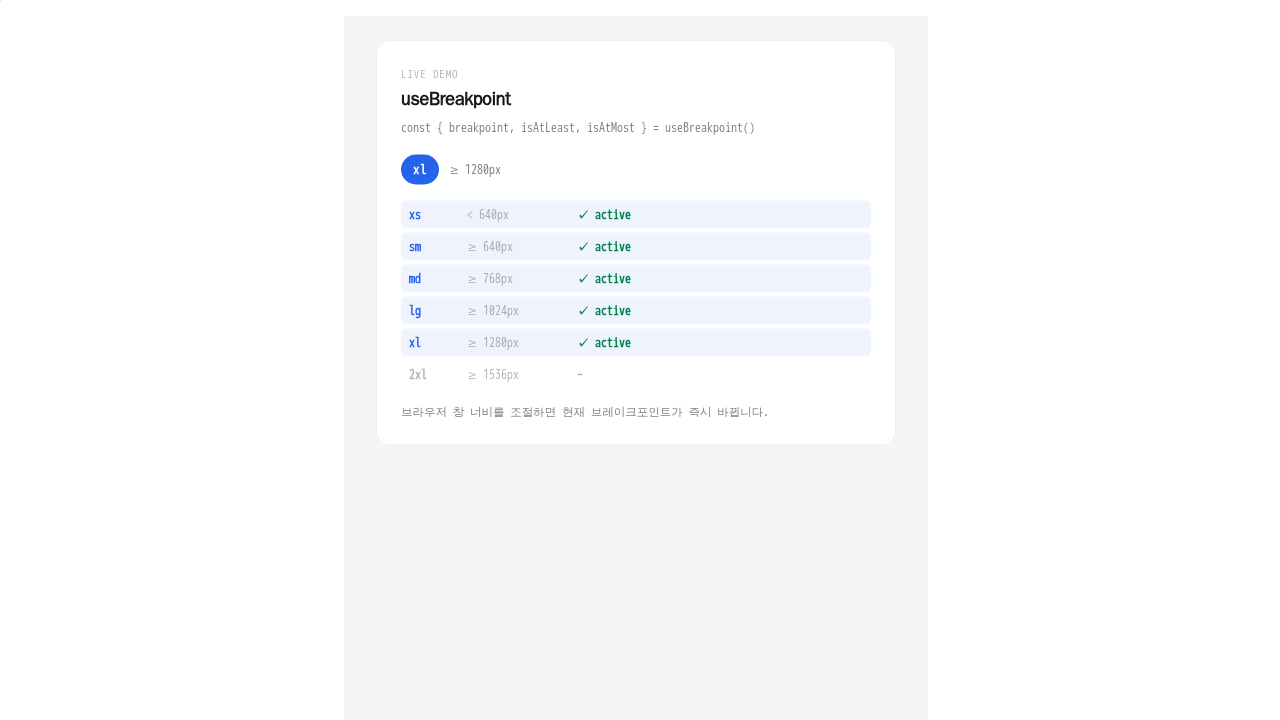 LIVE DEMO
useBreakpoint
const { breakpoint, isAtLeast, isAtMost } = useBreakpoint()
xl ≥ 1280px
xs < 640px ✓ active
sm ≥ 640px ✓ active
md ≥ 768px ✓ active
lg ≥ 1024px ✓ active
xl ≥ 1280px ✓ active
2xl ≥ 1536px —
브라우저 창 너비를 조절하면 현재 브레이크포인트가 즉시 바뀝니다.